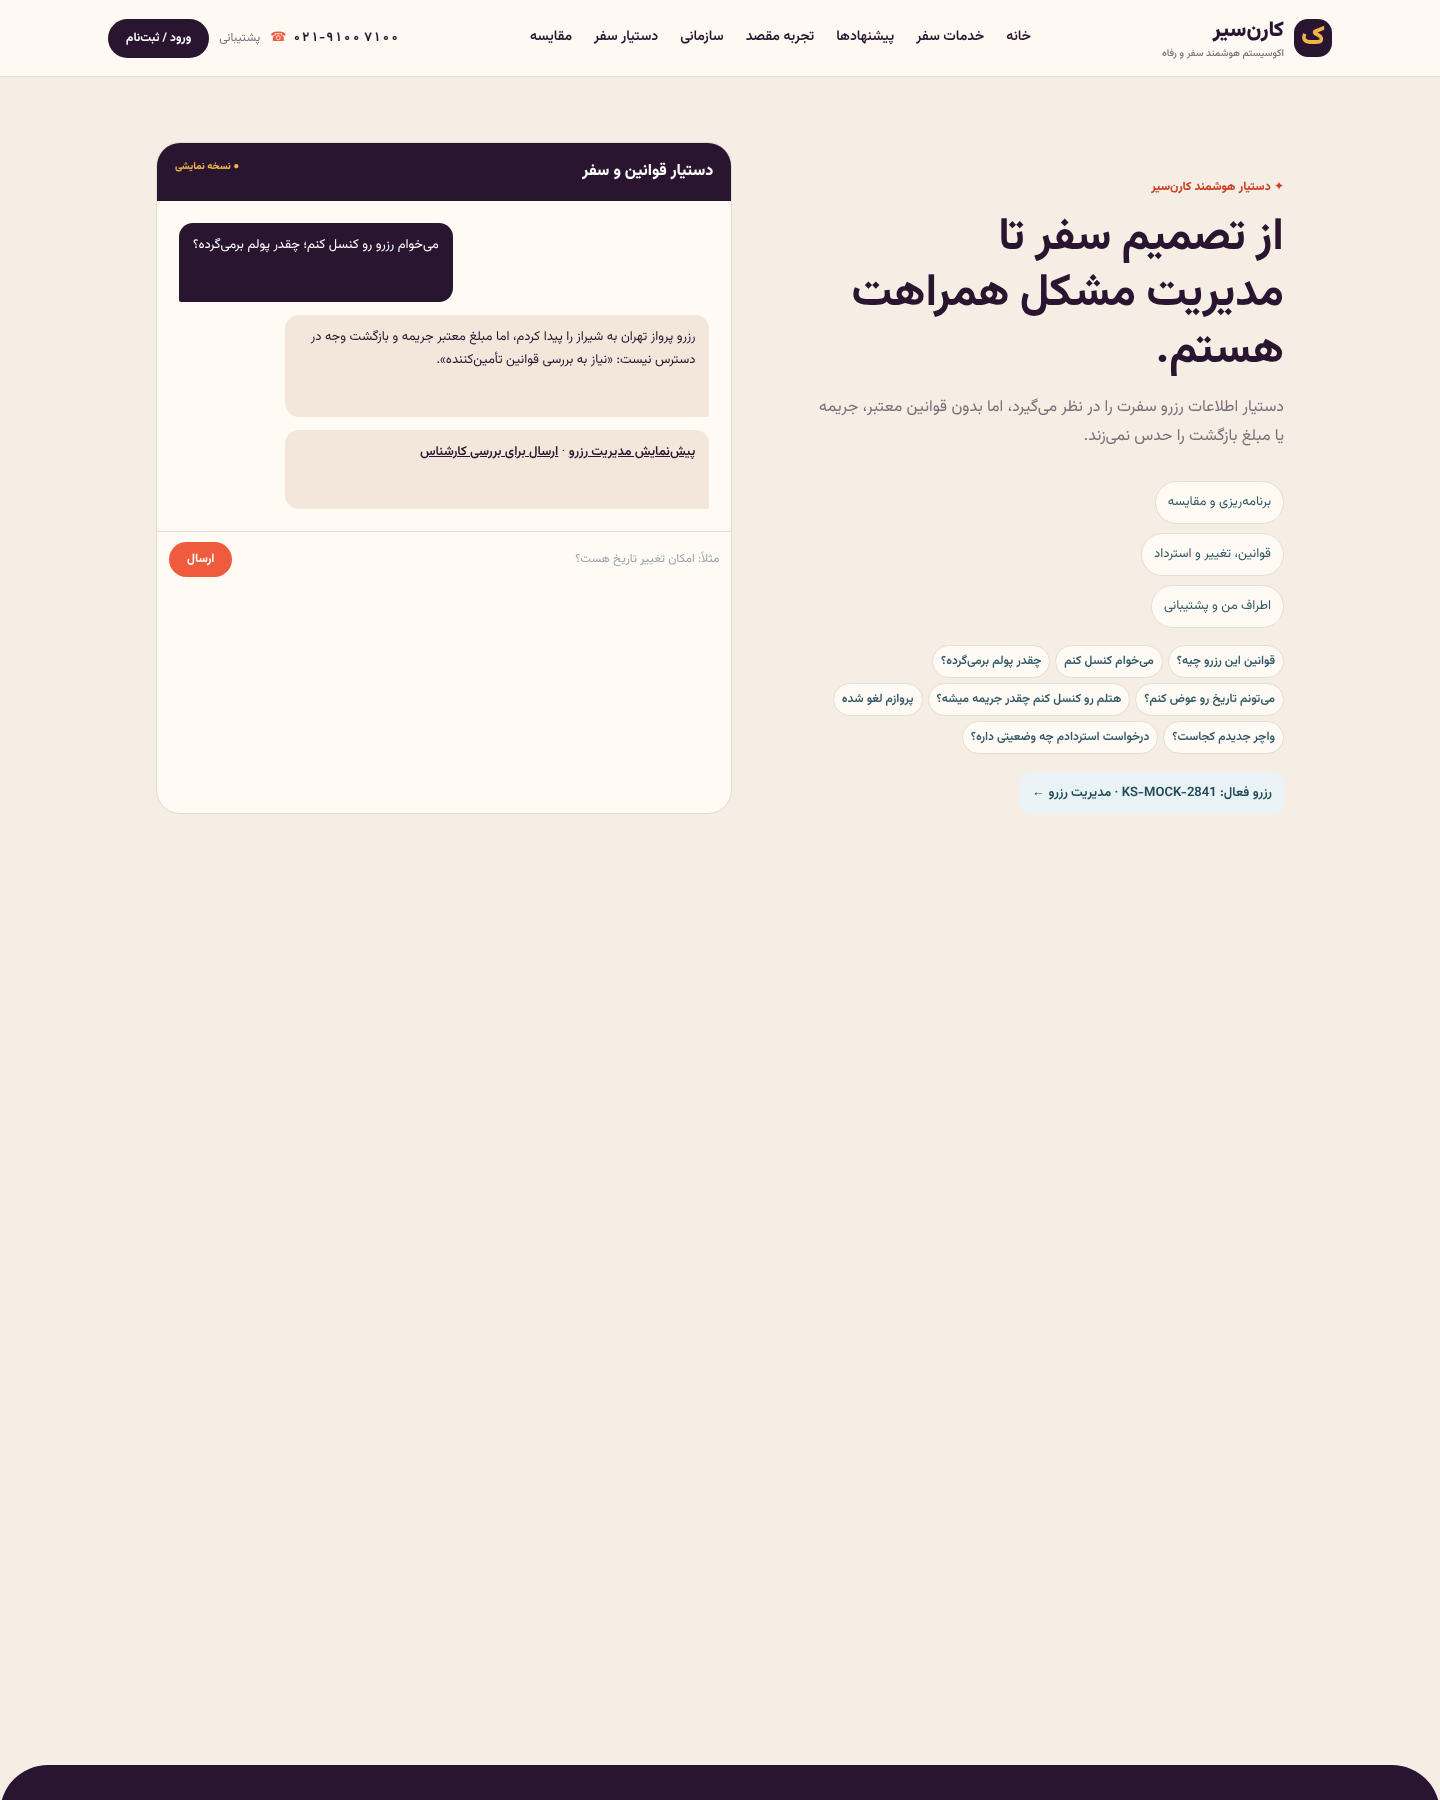 ک
کارن‌سیر
اکوسیستم هوشمند سفر و رفاه
خانه
خدمات سفر
پیشنهادها
تجربه مقصد
سازمانی
دستیار سفر
مقایسه
۰۲۱-۹۱۰۰ ۷۱۰۰
☎ پشتیبانی
ورود / ثبت‌نام
✦ دستیار هوشمند کارن‌سیر
از تصمیم سفر تا
مدیریت مشکل همراهت
هستم.
دستیار اطلاعات رزرو سفرت را در نظر می‌گیرد، اما بدون قوانین معتبر، جریمه
یا مبلغ بازگشت را حدس نمی‌زند.
برنامه‌ریزی و مقایسه
قوانین، تغییر و استرداد
اطراف من و پشتیبانی
قوانین این رزرو چیه؟
می‌خوام کنسل کنم
چقدر پولم برمی‌گرده؟
می‌تونم تاریخ رو عوض کنم؟
هتلم رو کنسل کنم چقدر جریمه میشه؟
پروازم لغو شده
واچر جدیدم کجاست؟
درخواست استردادم چه وضعیتی داره؟
رزرو فعال: KS-MOCK-2841 · مدیریت رزرو ←
دستیار قوانین و سفر
● نسخه نمایشی
می‌خوام رزرو رو کنسل کنم؛ چقدر پولم برمی‌گرده؟
رزرو پرواز تهران به شیراز را پیدا کردم، اما مبلغ معتبر جریمه و بازگشت وجه در
دسترس نیست: «نیاز به بررسی قوانین تأمین‌کننده».
پیش‌نمایش مدیریت رزرو · ارسال برای بررسی کارشناس
مثلاً: امکان تغییر تاریخ هست؟
ارسال